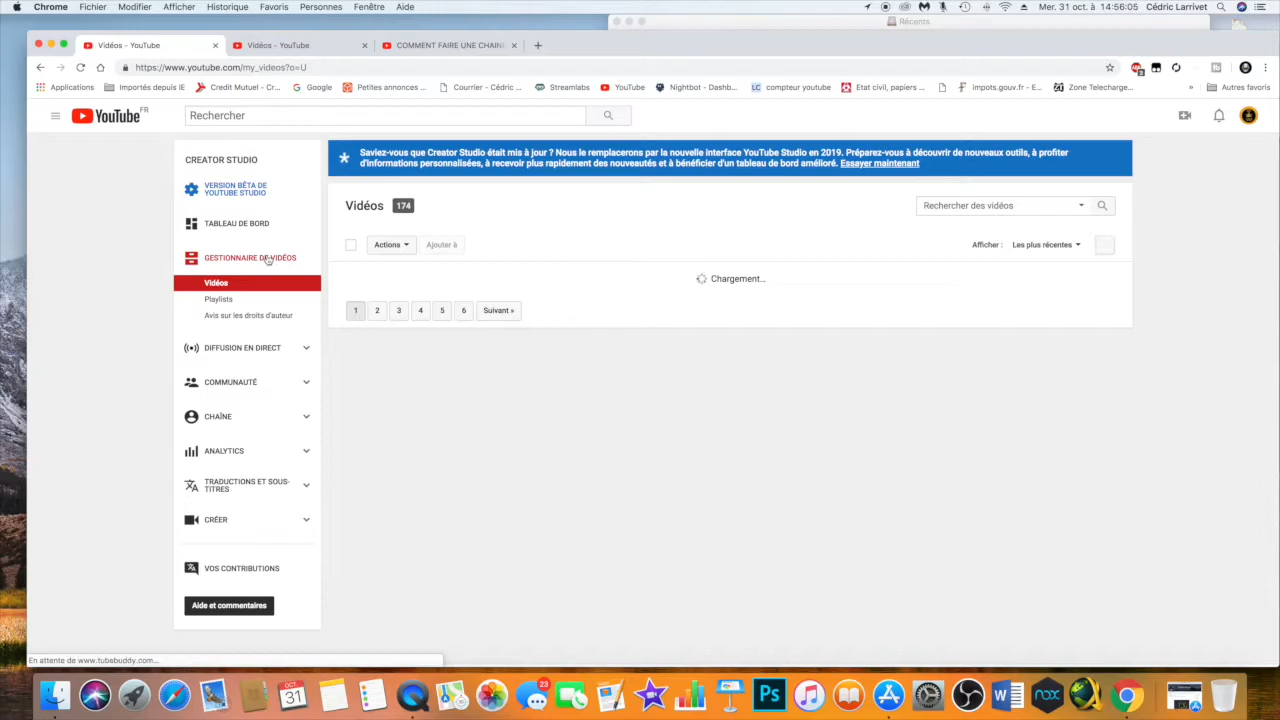 Chrome Fichier Modifier Afficher Historique Favoris Personnes Fenêtre Aide Mer. 31 oct. à 14:56:05 Cédric Larrivet
Récents
Vidéos - YouTube Vidéos - YouTube COMMENT FAIRE UNE CHAIN
https://www.youtube.com/my_videos?o=U
Applications Importés depuis IE Credit Mutuel - Cr... Google Petites annonces ... Courrier - Cédric ... Streamlabs YouTube Nightbot - Dashb... LC compteur youtube Etat civil, papiers ... impots.gouv.fr - E... Zone Telecharge... » Autres favoris
YouTube FR Rechercher
CREATOR STUDIO
VERSION BÊTA DE
YOUTUBE STUDIO
TABLEAU DE BORD
GESTIONNAIRE DE VIDÉOS
Vidéos
Playlists
Avis sur les droits d'auteur
DIFFUSION EN DIRECT
COMMUNAUTÉ
CHAÎNE
ANALYTICS
TRADUCTIONS ET SOUS-
TITRES
CRÉER
VOS CONTRIBUTIONS
Aide et commentaires
Saviez-vous que Creator Studio était mis à jour ? Nous le remplacerons par la nouvelle interface YouTube Studio en 2019. Préparez-vous à découvrir de nouveaux outils, à profiter
d'informations personnalisées, à recevoir plus rapidement des nouveautés et à bénéficier d'un tableau de bord amélioré. Essayer maintenant
Vidéos 174 Rechercher des vidéos
Actions Ajouter à Afficher : Les plus récentes
Chargement...
1 2 3 4 5 6 Suivant »
En attente de www.tubebuddy.com...
OCT. 31 23 Ps W nox